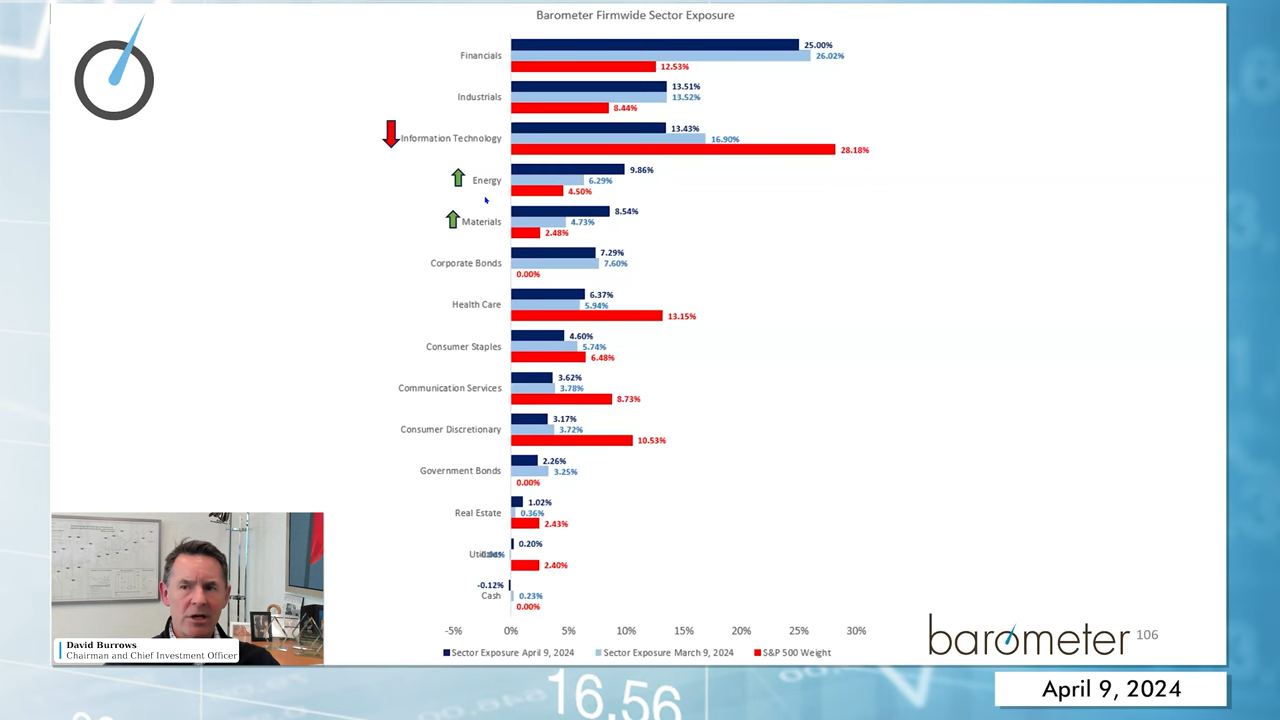 Barometer Firmwide Sector Exposure
Financials
25.00%
26.02%
12.53%
Industrials
13.51%
13.52%
8.44%
Information Technology
13.43%
16.90%
28.18%
Energy
9.86%
6.29%
4.50%
Materials
8.54%
4.73%
2.48%
Corporate Bonds
7.29%
7.60%
0.00%
Health Care
6.37%
5.94%
13.15%
Consumer Staples
4.60%
5.74%
6.48%
Communication Services
3.62%
3.78%
8.73%
Consumer Discretionary
3.17%
3.72%
10.53%
Government Bonds
2.26%
3.25%
0.00%
Real Estate
1.02%
0.36%
2.43%
Utilities
0.20%
2.40%
Cash
-0.12%
0.23%
0.00%
-5% 0% 5% 10% 15% 20% 25% 30%
Sector Exposure April 9, 2024 Sector Exposure March 9, 2024 S&P 500 Weight
David Burrows
Chairman and Chief Investment Officer
barometer 106
April 9, 2024
16.56